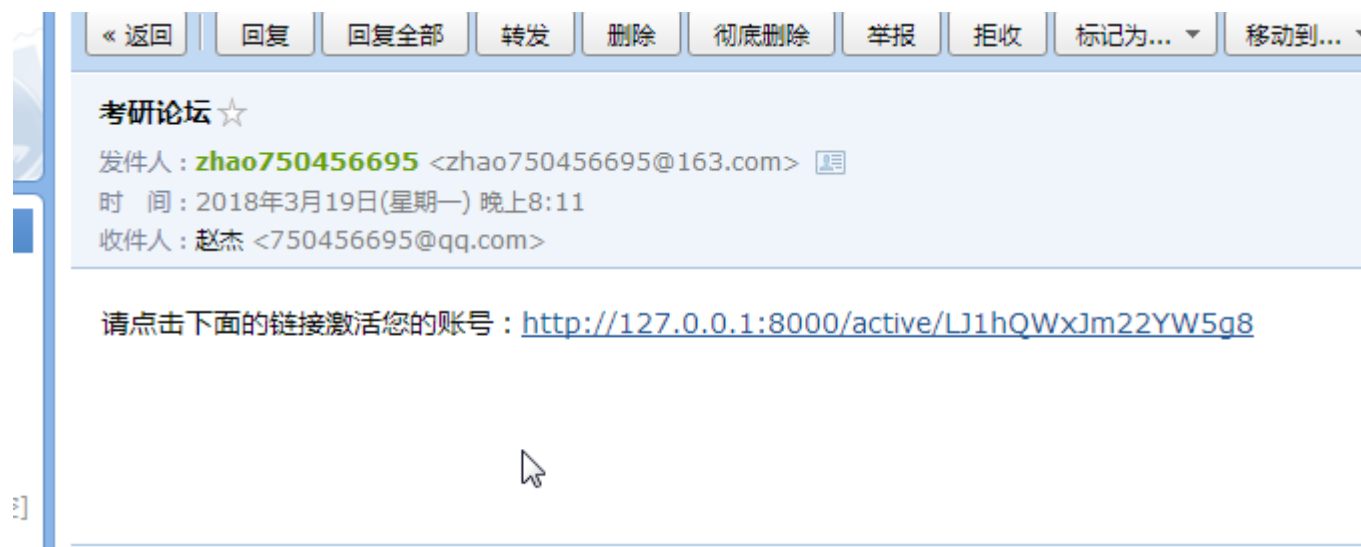 « 返回 回复 回复全部 转发 删除 彻底删除 举报 拒收 标记为... 移动到...
考研论坛
发件人：zhao750456695 <zhao750456695@163.com>
时 间：2018年3月19日(星期一) 晚上8:11
收件人：赵杰 <750456695@qq.com>
请点击下面的链接激活您的账号：http://127.0.0.1:8000/active/LJ1hQWxJm22YW5g8